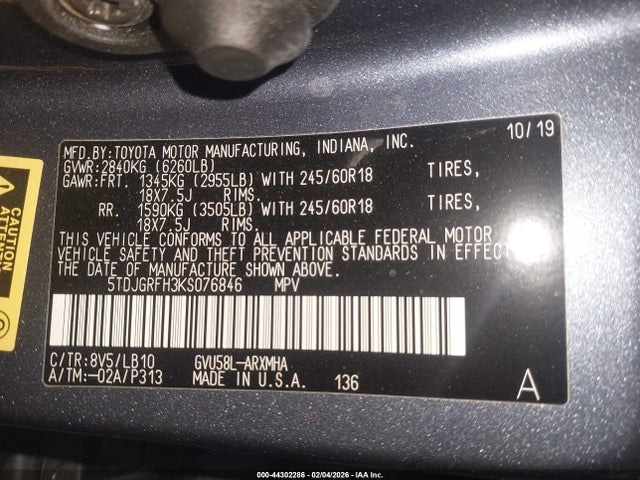 10/19
MFD.BY:TOYOTA MOTOR MANUFACTURING, INDIANA, INC.
GVWR:2840KG (6260LB)
GAWR:FRT. 1345KG (2955LB) WITH 245/60R18 TIRES,
18X7.5J RIMS.
RR. 1590KG (3505LB) WITH 245/60R18 TIRES,
18X7.5J RIMS.
THIS VEHICLE CONFORMS TO ALL APPLICABLE FEDERAL MOTOR
VEHICLE SAFETY AND THEFT PREVENTION STANDARDS IN EFFECT
THE DATE OF MANUFACTURE SHOWN ABOVE.
5TDJGRFH3KS076846 MPV
C/TR:8V5/LB10 GVU58L-ARXMHA
A/TM:-02A/P313 MADE IN U.S.A. 136
A
CAUTION
000-44302286 - 02/04/2026 - IAA Inc.